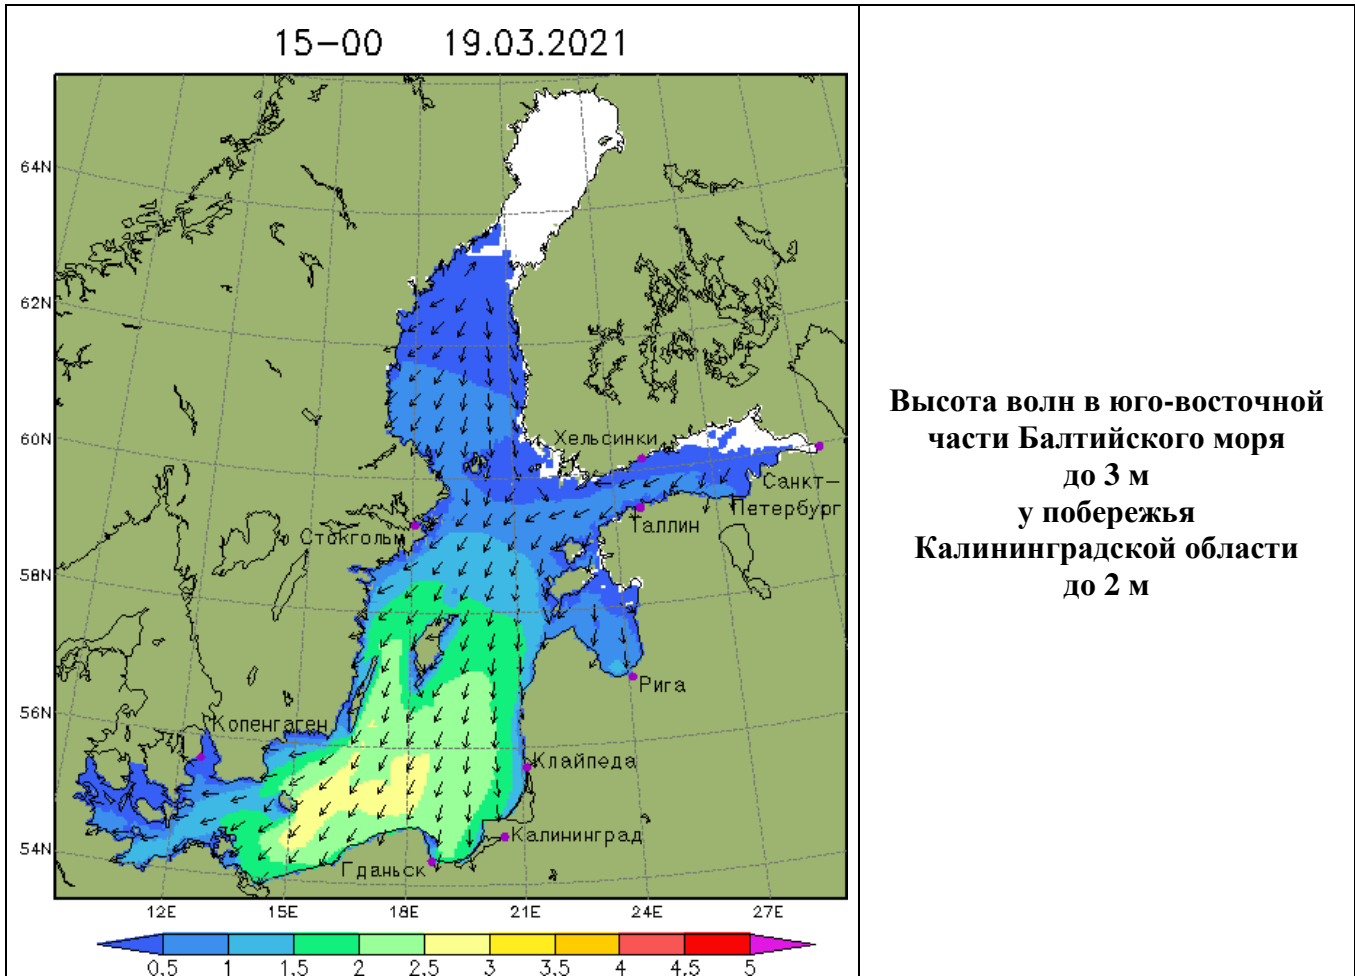 15-00 19.03.2021
64N
62N
60N
58N
56N
54N
Хельсинки
Санкт-
Петербург
Таллин
Стокгольм
Рига
Копенгаген
Клайпеда
Калининград
Гданьск
12E 15E 18E 21E 24E 27E
0.5 1 1.5 2 2.5 3 3.5 4 4.5 5
Высота волн в юго-восточной
части Балтийского моря
до 3 м
у побережья
Калининградской области
до 2 м